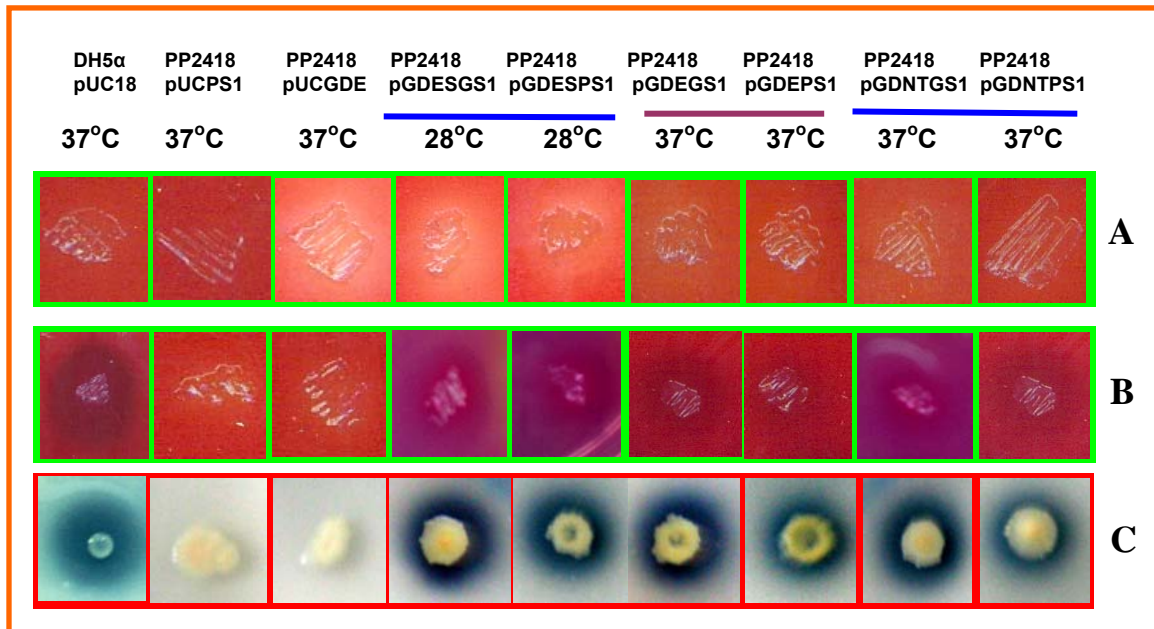 DH5α PP2418 PP2418 PP2418 PP2418 PP2418 PP2418 PP2418 PP2418
pUC18 pUCPS1 pUCGDE pGDESGS1 pGDESPS1 pGDEGS1 pGDEPS1 pGDNTGS1 pGDNTPS1
37°C 37°C 37°C 28°C 28°C 37°C 37°C 37°C 37°C
A
B
C